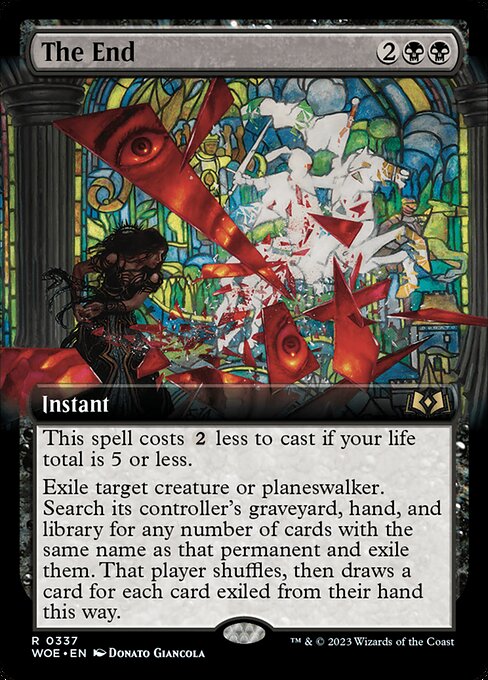 The End 2
Instant
This spell costs 2 less to cast if your life
total is 5 or less.
Exile target creature or planeswalker.
Search its controller's graveyard, hand, and
library for any number of cards with the
same name as that permanent and exile
them. That player shuffles, then draws a
card for each card exiled from their hand
this way.
R 0337
WOE • EN DONATO GIANCOLA
™ & © 2023 Wizards of the Coast